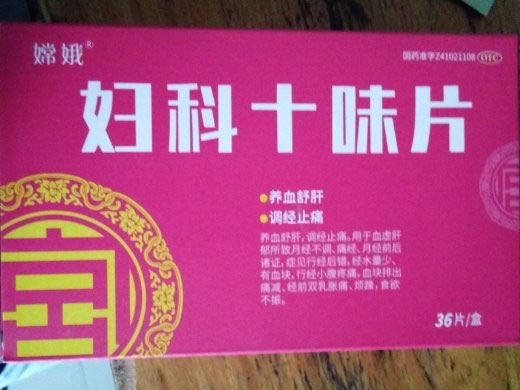 嫦娥®
国药准字Z41021108 OTC
妇科十味片
●养血舒肝
●调经止痛
养血舒肝，调经止痛。用于血虚肝
郁所致月经不调、痛经、月经前后
诸证，症见行经后错，经水量少、
有血块，行经小腹疼痛，血块排出
痛减、经前双乳胀痛、烦躁，食欲
不振。
36片/盒